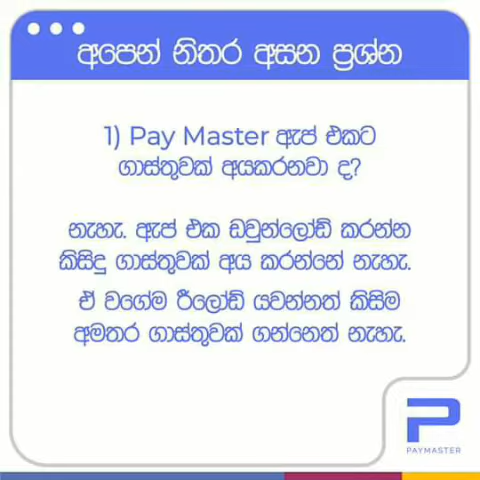 අපෙන් නිතර අසන ප්‍රශ්න
1) Pay Master ඇප් එකට
ගාස්තුවක් අයකරනවා ද?
නැහැ. ඇප් එක ඩවුන්ලෝඩ් කරන්න
කිසිදු ගාස්තුවක් අය කරන්නේ නැහැ.
ඒ වගේම රීලෝඩ් යවන්නත් කිසිම
අමතර ගාස්තුවක් ගන්නෙත් නැහැ.
PAYMASTER